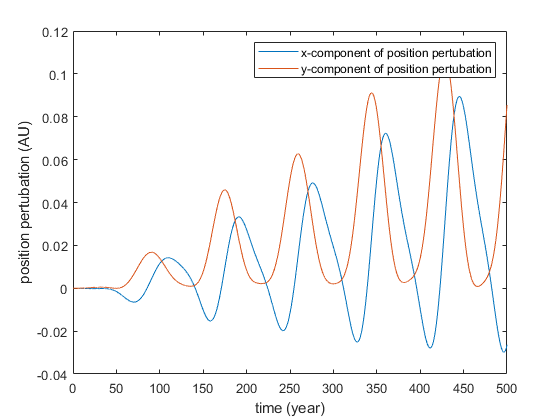 0.12
0.1
0.08
0.06
0.04
0.02
0
-0.02
-0.04
position pertubation (AU)
x-component of position pertubation
y-component of position pertubation
0 50 100 150 200 250 300 350 400 450 500
time (year)